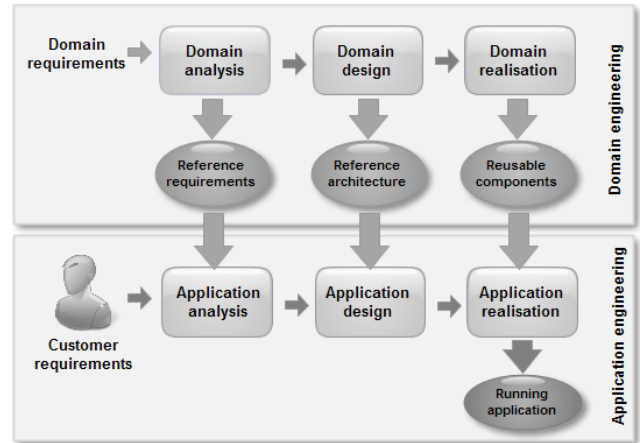 Domain
requirements
Domain
analysis
Domain
design
Domain
realisation
Domain engineering
Reference
requirements
Reference
architecture
Reusable
components
Customer
requirements
Application
analysis
Application
design
Application
realisation
Application engineering
Running
application